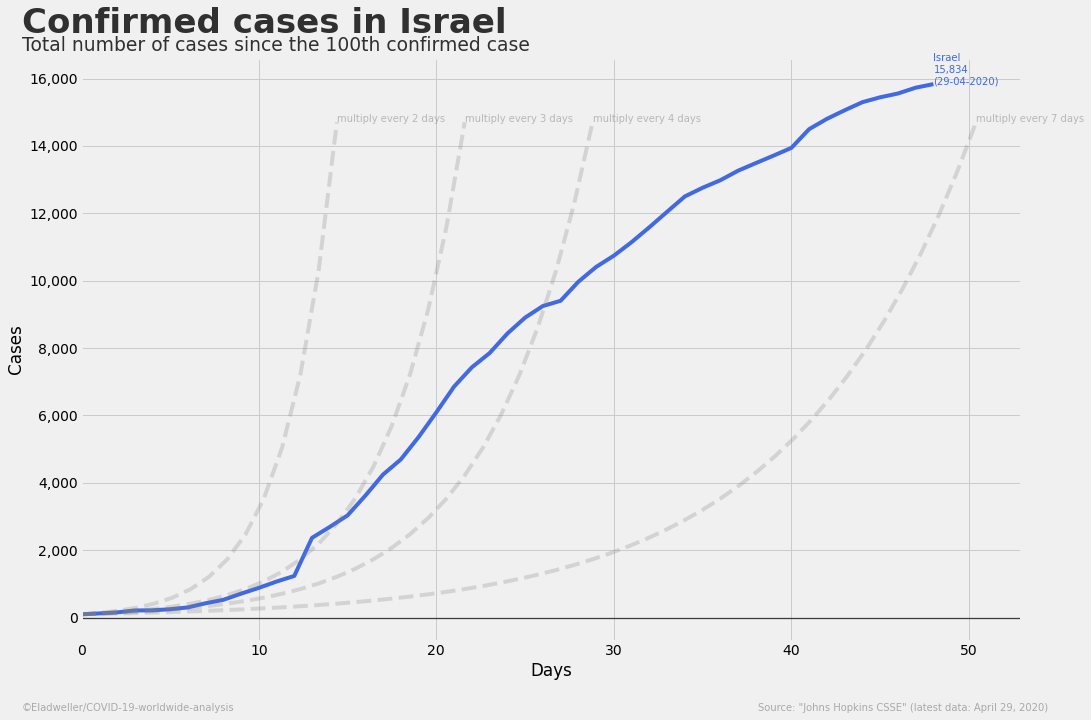 Confirmed cases in Israel
Total number of cases since the 100th confirmed case
Israel
15,834
(29-04-2020)
16,000
multiply every 2 days
multiply every 3 days
multiply every 4 days
multiply every 7 days
14,000
12,000
10,000
8,000
6,000
4,000
2,000
0
Cases
0
10
20
30
40
50
Days
©Eladweller/COVID-19-worldwide-analysis
Source: "Johns Hopkins CSSE" (latest data: April 29, 2020)